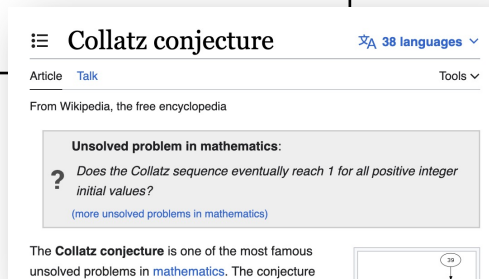 Collatz conjecture
38 languages
Article Talk
Tools
From Wikipedia, the free encyclopedia
Unsolved problem in mathematics:
? Does the Collatz sequence eventually reach 1 for all positive integer
initial values?
(more unsolved problems in mathematics)
The Collatz conjecture is one of the most famous
unsolved problems in mathematics. The conjecture
39